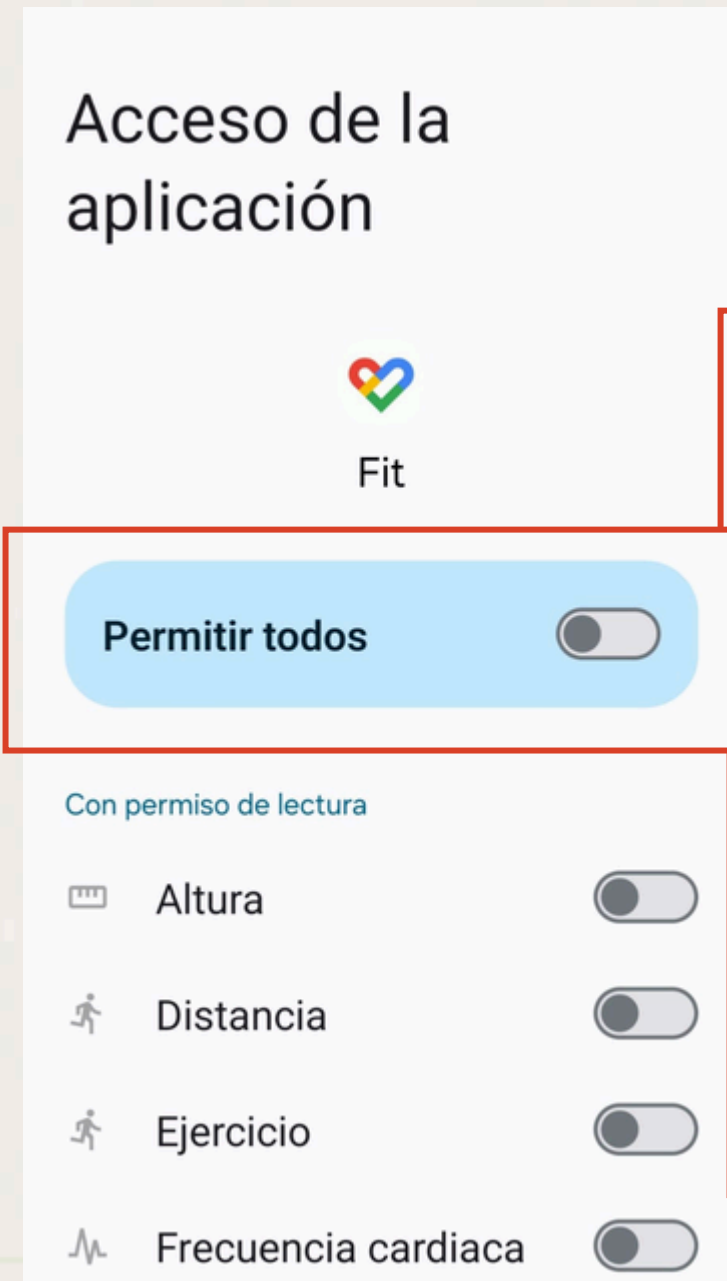 Acceso de la
aplicación
Fit
Permitir todos
Con permiso de lectura
Altura
Distancia
Ejercicio
Frecuencia cardiaca